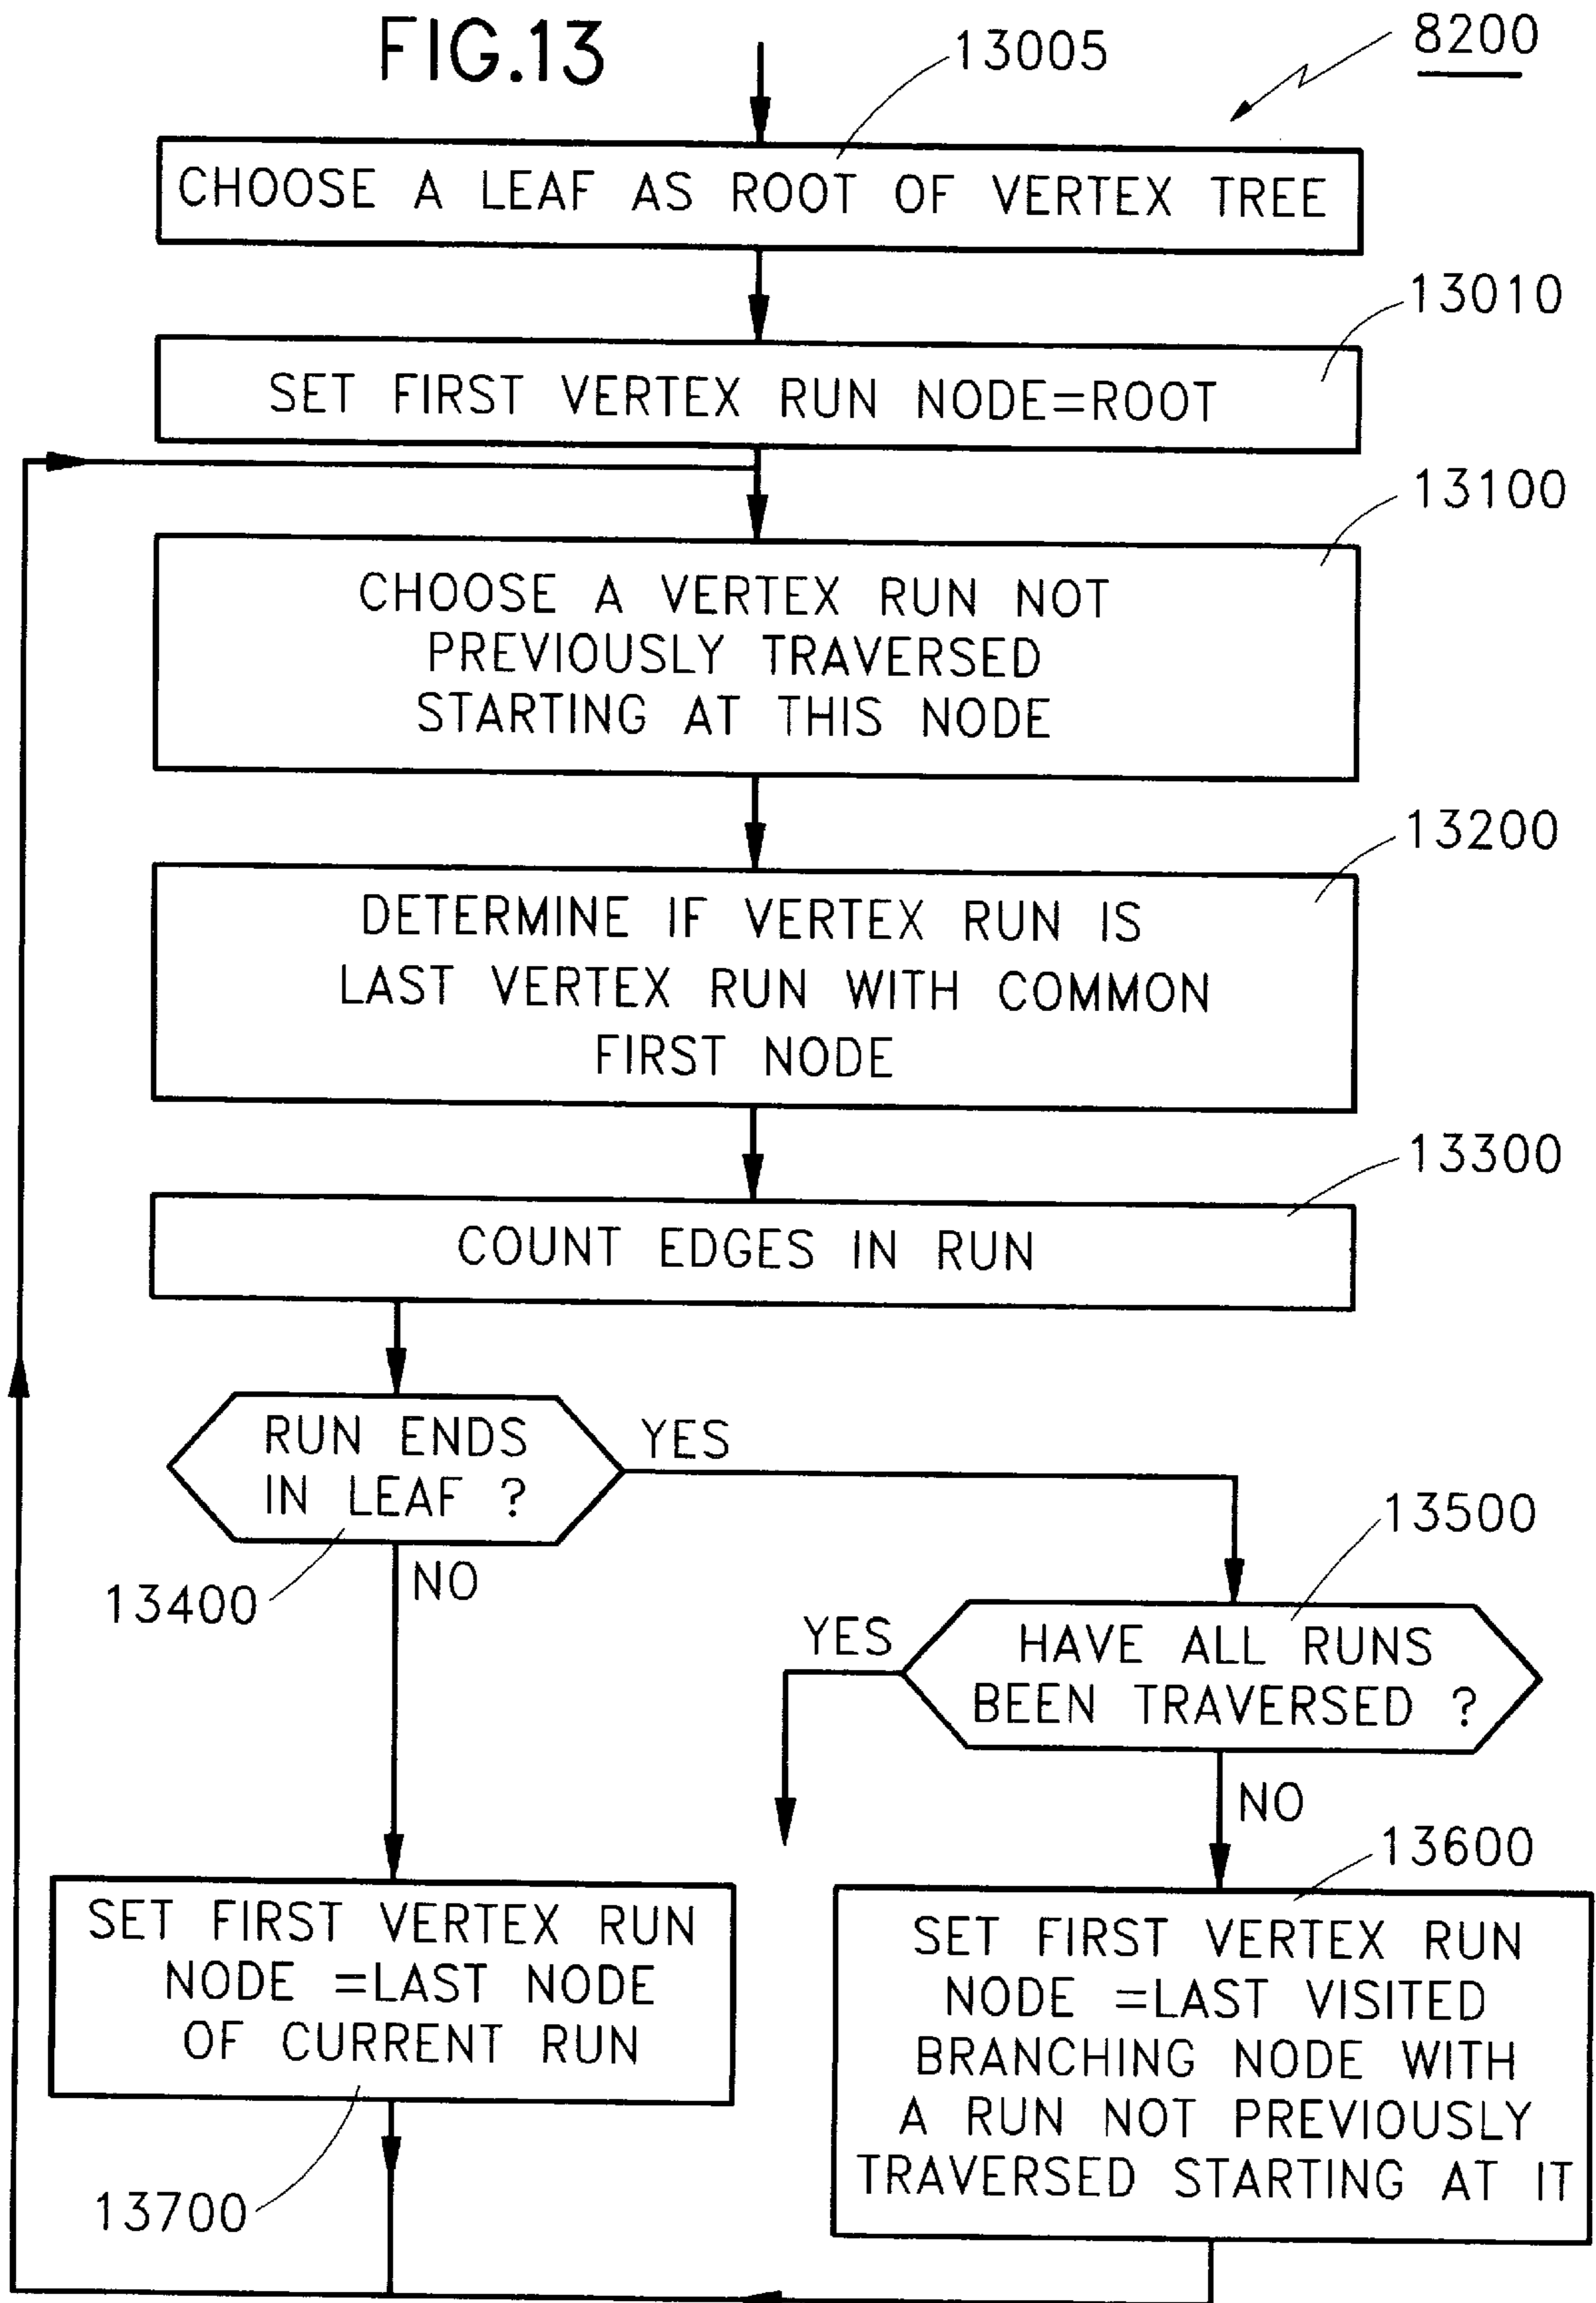 FIG.13
13005
8200
CHOOSE A LEAF AS ROOT OF VERTEX TREE
13010
SET FIRST VERTEX RUN NODE=ROOT
13100
CHOOSE A VERTEX RUN NOT
PREVIOUSLY TRAVERSED
STARTING AT THIS NODE
13200
DETERMINE IF VERTEX RUN IS
LAST VERTEX RUN WITH COMMON
FIRST NODE
13300
COUNT EDGES IN RUN
RUN ENDS
IN LEAF ?
YES
NO
13400
13500
YES
HAVE ALL RUNS
BEEN TRAVERSED ?
NO
13600
SET FIRST VERTEX RUN
NODE =LAST NODE
OF CURRENT RUN
13700
SET FIRST VERTEX RUN
NODE =LAST VISITED
BRANCHING NODE WITH
A RUN NOT PREVIOUSLY
TRAVERSED STARTING AT IT